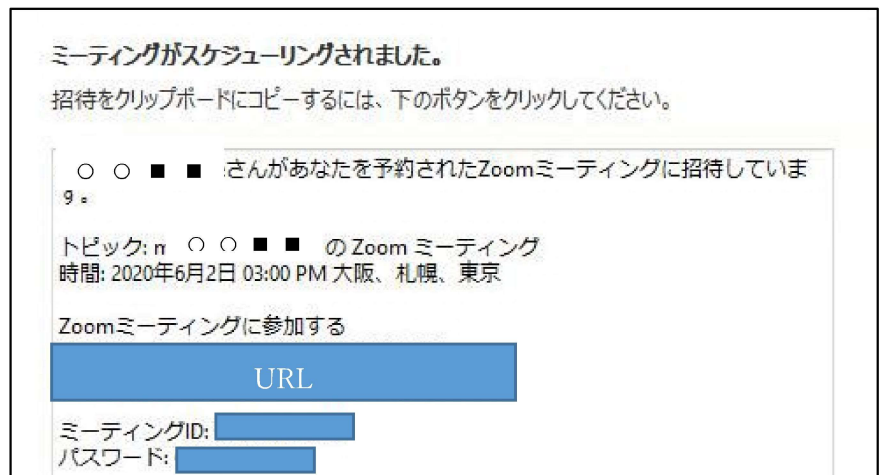 ミーティングがスケジューリングされました。
招待をクリップボードにコピーするには、下のボタンをクリックしてください。
○ ○ ■ ■ さんがあなたを予約されたZoomミーティングに招待していま
す。
トピック: n ○ ○ ■ ■ の Zoom ミーティング
時間: 2020年6月2日 03:00 PM 大阪、札幌、東京
Zoomミーティングに参加する
URL
ミーティングID:
パスワード: